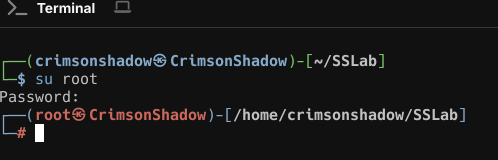 Terminal
┌──(crimsonshadow㉿CrimsonShadow)-[~/SSLab]
└─$ su root
Password:
┌──(root㉿CrimsonShadow)-[/home/crimsonshadow/SSLab]
└─#